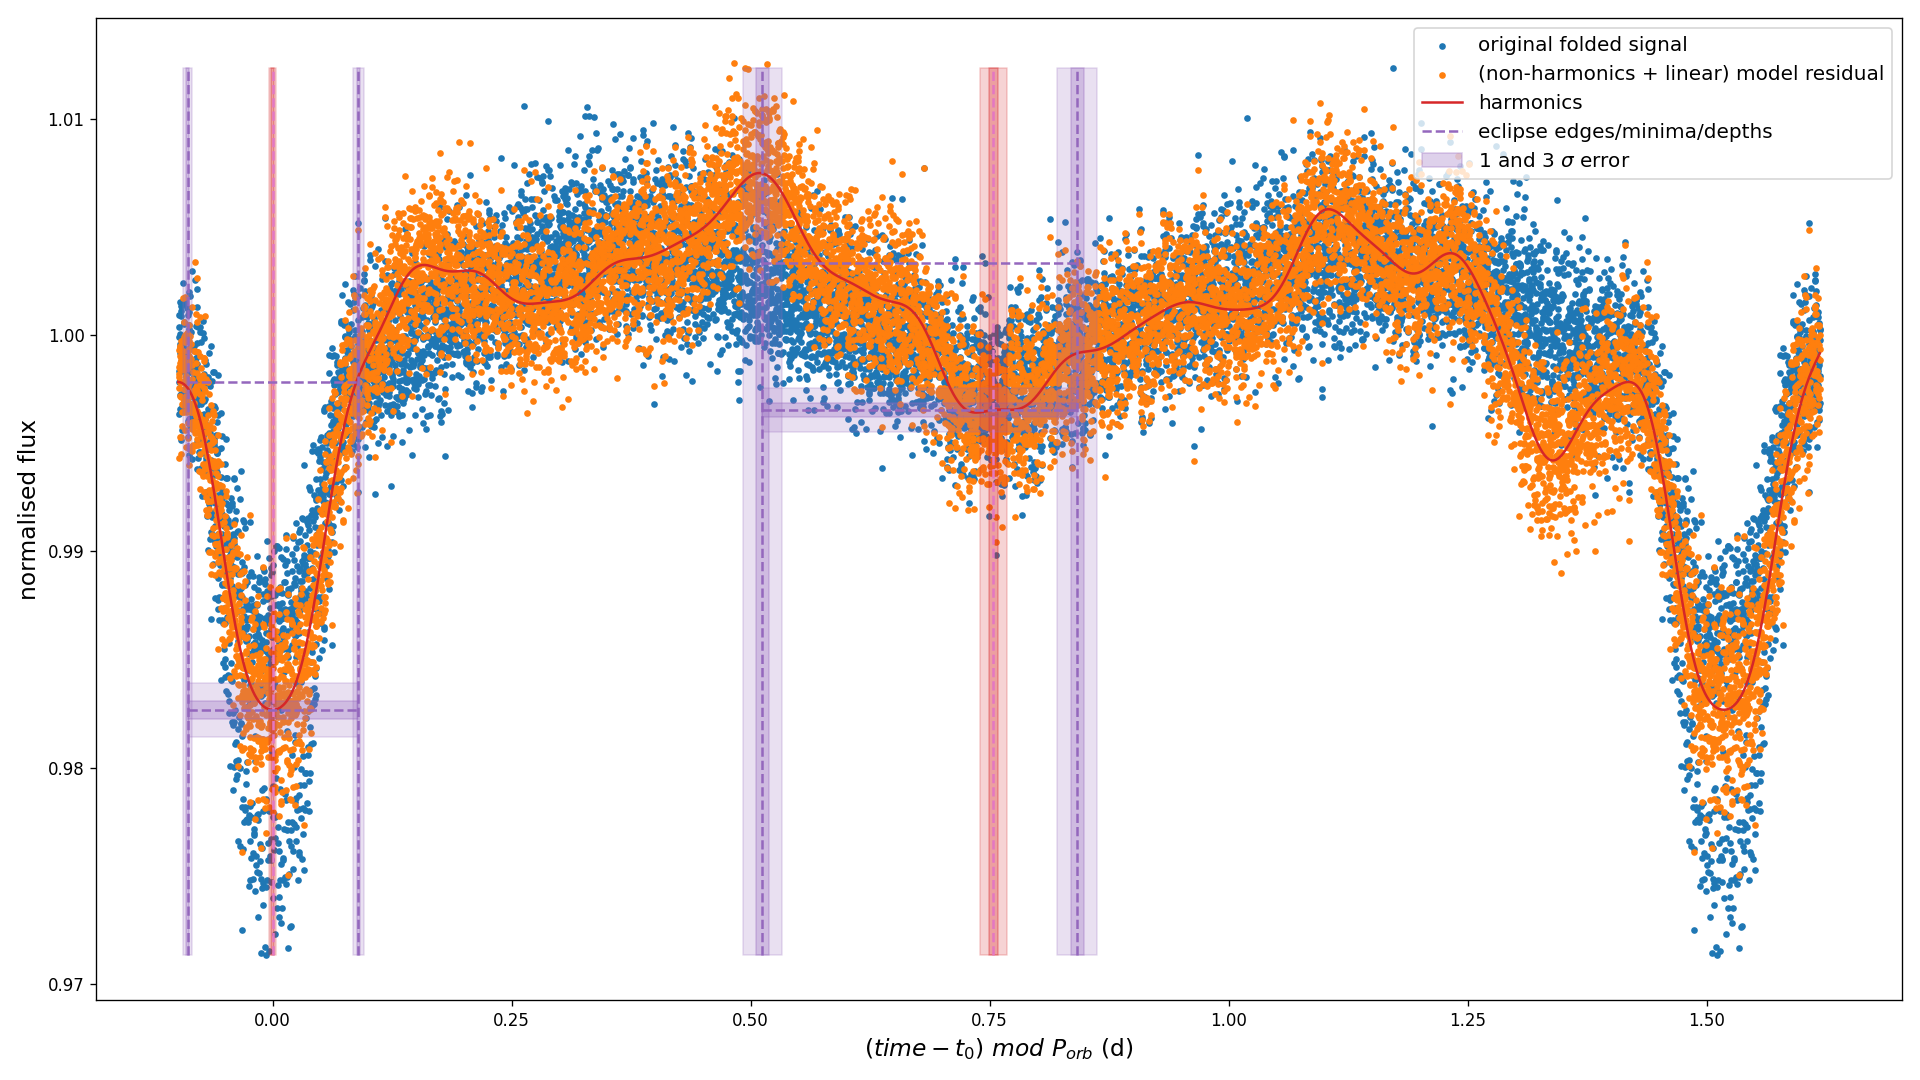 original folded signal
(non-harmonics + linear) model residual
harmonics
eclipse edges/minima/depths
1 and 3 σ error
normalised flux
1.01
1.00
0.99
0.98
0.97
0.00 0.25 0.50 0.75 1.00 1.25 1.50
(time − t₀) mod Pₒᵣb (d)